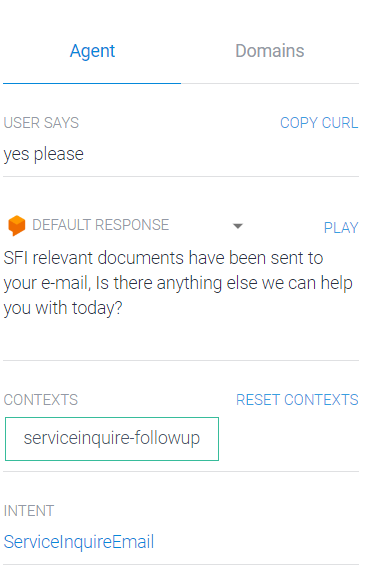 Agent Domains
USER SAYS COPY CURL
yes please
DEFAULT RESPONSE PLAY
SFI relevant documents have been sent to
your e-mail, Is there anything else we can help
you with today?
CONTEXTS RESET CONTEXTS
serviceinquire-followup
INTENT
ServiceInquireEmail